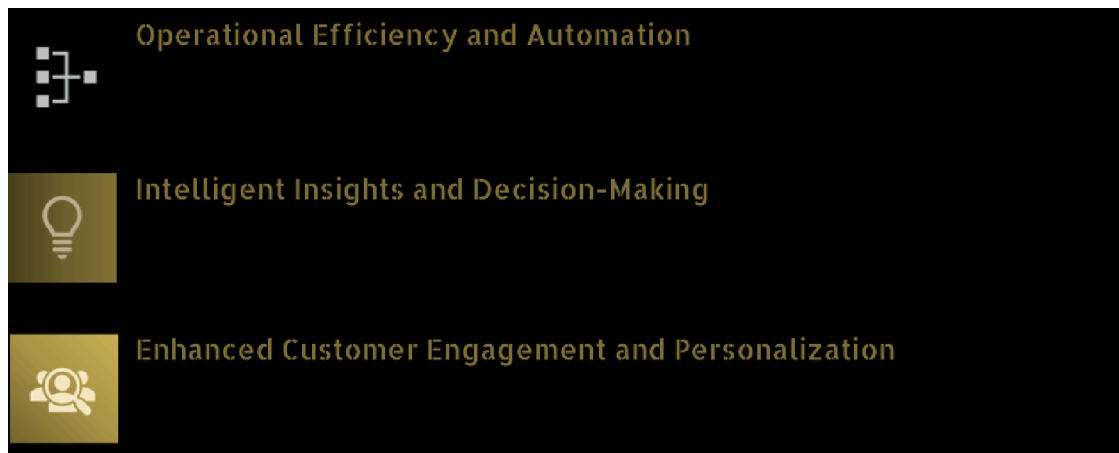 Operational Efficiency and Automation
Intelligent Insights and Decision-Making
Enhanced Customer Engagement and Personalization